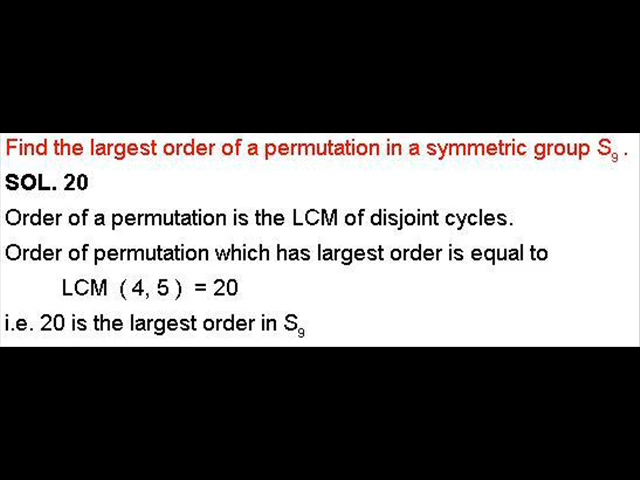 Find the largest order of a permutation in a symmetric group S₉ .
SOL. 20
Order of a permutation is the LCM of disjoint cycles.
Order of permutation which has largest order is equal to
LCM ( 4, 5 ) = 20
i.e. 20 is the largest order in S₉